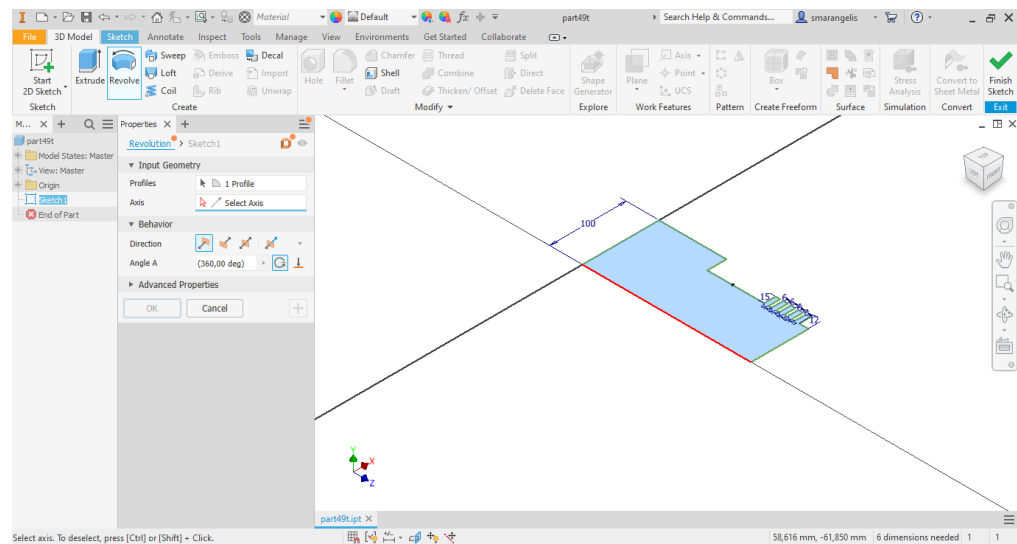 Material
Default
part49t
Search Help & Commands...
smarangelis
File 3D Model Sketch Annotate Inspect Tools Manage View Environments Get Started Collaborate
Start
2D Sketch
Extrude
Revolve
Sweep
Loft
Coil
Emboss
Derive
Rib
Decal
Import
Unwrap
Hole
Fillet
Chamfer
Shell
Draft
Thread
Combine
Thicken/ Offset
Split
Direct
Delete Face
Shape
Generator
Plane
Axis
Point
UCS
Box
Stress
Analysis
Convert to
Sheet Metal
Finish
Sketch
Sketch Create Modify Explore Work Features Pattern Create Freeform Surface Simulation Convert Exit
M...
part49t
Model States: Master
View: Master
Origin
Sketch1
End of Part
Properties
Revolution > Sketch1
Input Geometry
Profiles 1 Profile
Axis Select Axis
Behavior
Direction
Angle A (360,00 deg)
Advanced Properties
OK Cancel
100
15
12
Y
X
Z
part49t.ipt
Select axis. To deselect, press [Ctrl] or [Shift] + Click.
58,616 mm, -61,850 mm 6 dimensions needed 1 1